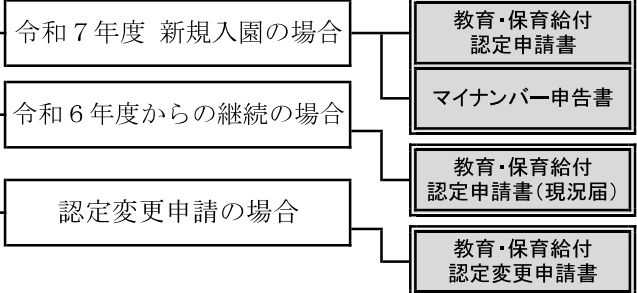 令和７年度 新規入園の場合
教育・保育給付
認定申請書
マイナンバー申告書
令和６年度からの継続の場合
教育・保育給付
認定申請書（現況届）
認定変更申請の場合
教育・保育給付
認定変更申請書